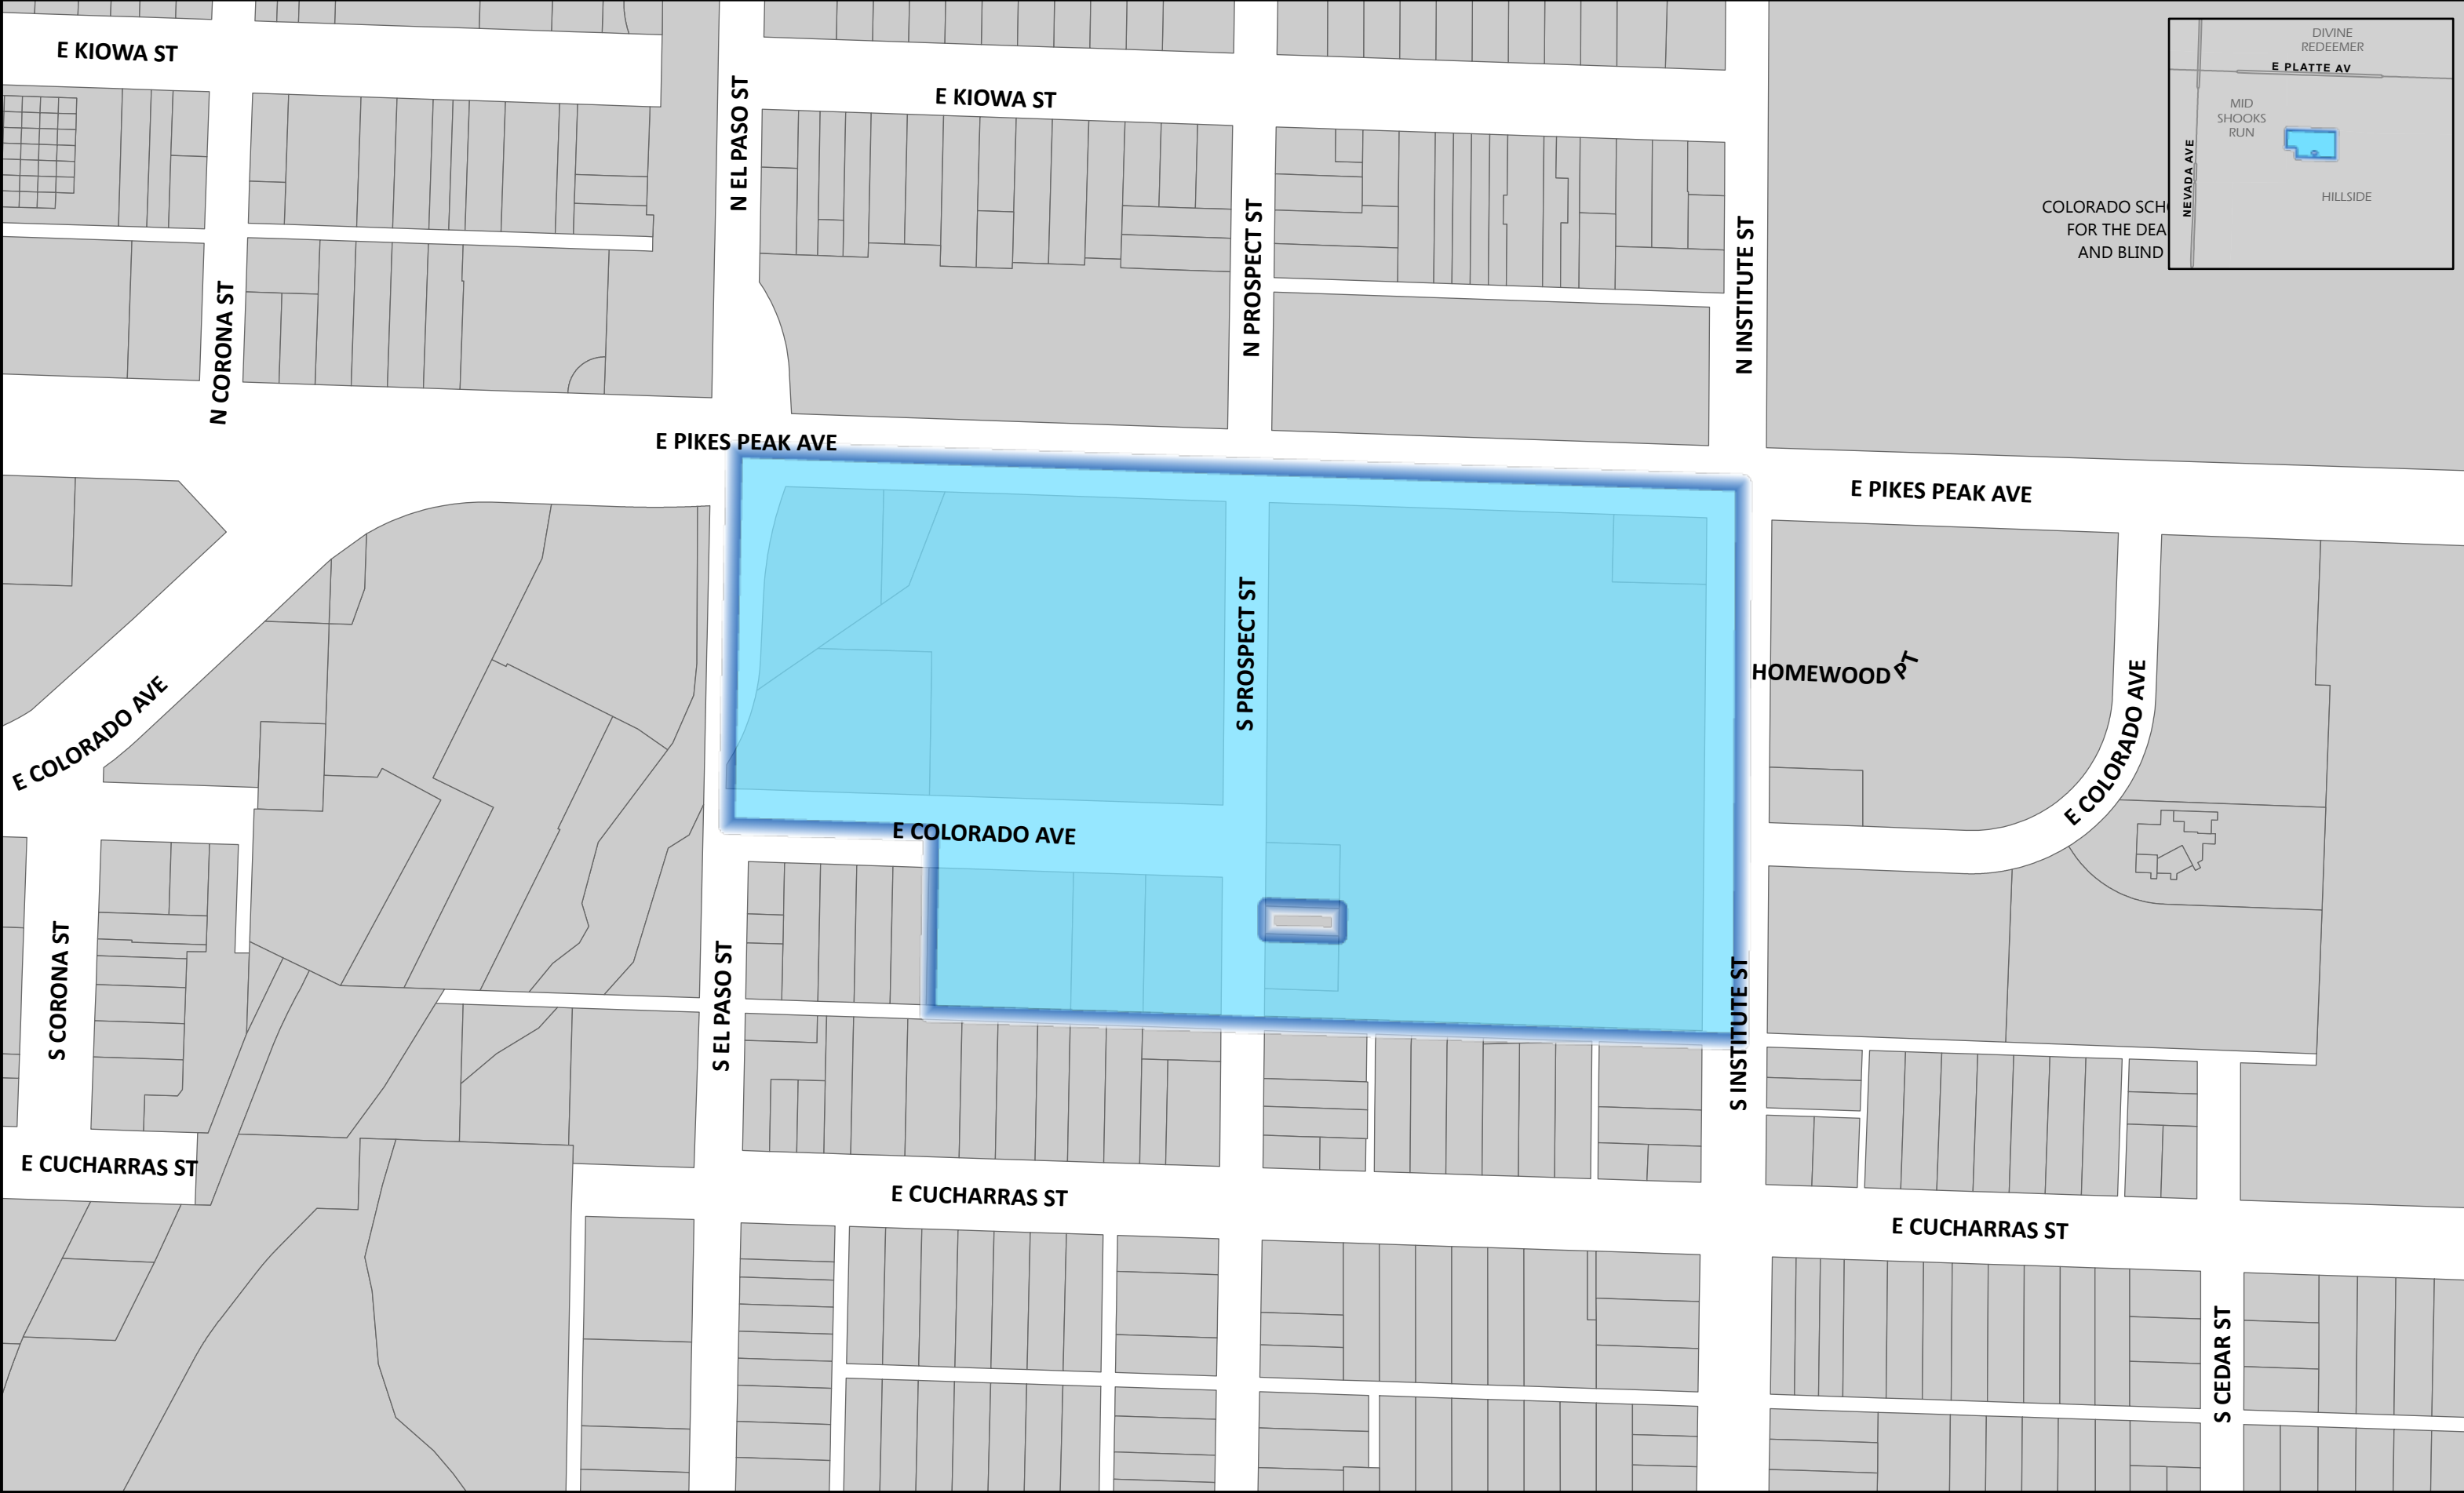 E KIOWA ST
E KIOWA ST
N EL PASO ST
N PROSPECT ST
N INSTITUTE ST
N CORONA ST
COLORADO SCH
FOR THE DEA
AND BLIND
DIVINE
REDEEMER
E PLATTE AV
MID
SHOOKS
RUN
NEVADA AVE
HILLSIDE
E PIKES PEAK AVE
E PIKES PEAK AVE
S PROSPECT ST
HOMEWOOD PT
E COLORADO AVE
E COLORADO AVE
E COLORADO AVE
S CORONA ST
S EL PASO ST
S INSTITUTE ST
E CUCHARRAS ST
E CUCHARRAS ST
E CUCHARRAS ST
S CEDAR ST